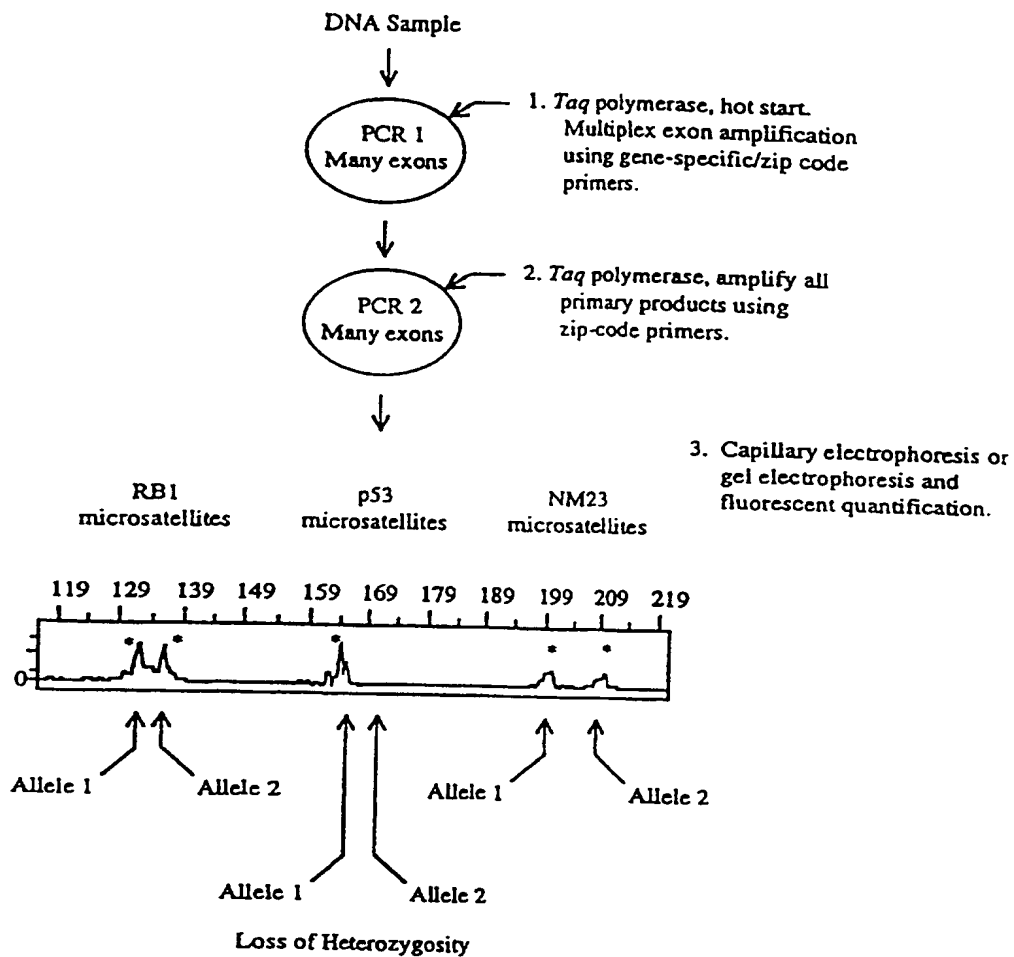 DNA Sample
PCR 1
Many exons
1. Taq polymerase, hot start.
Multiplex exon amplification
using gene-specific/zip code
primers.
PCR 2
Many exons
2. Taq polymerase, amplify all
primary products using
zip-code primers.
3. Capillary electrophoresis or
gel electrophoresis and
fluorescent quantification.
RB1
microsatellites
p53
microsatellites
NM23
microsatellites
119 129 139 149 159 169 179 189 199 209 219
* * * * *
0
Allele 1
Allele 2
Allele 1
Allele 2
Allele 1
Allele 2
Loss of Heterozygosity